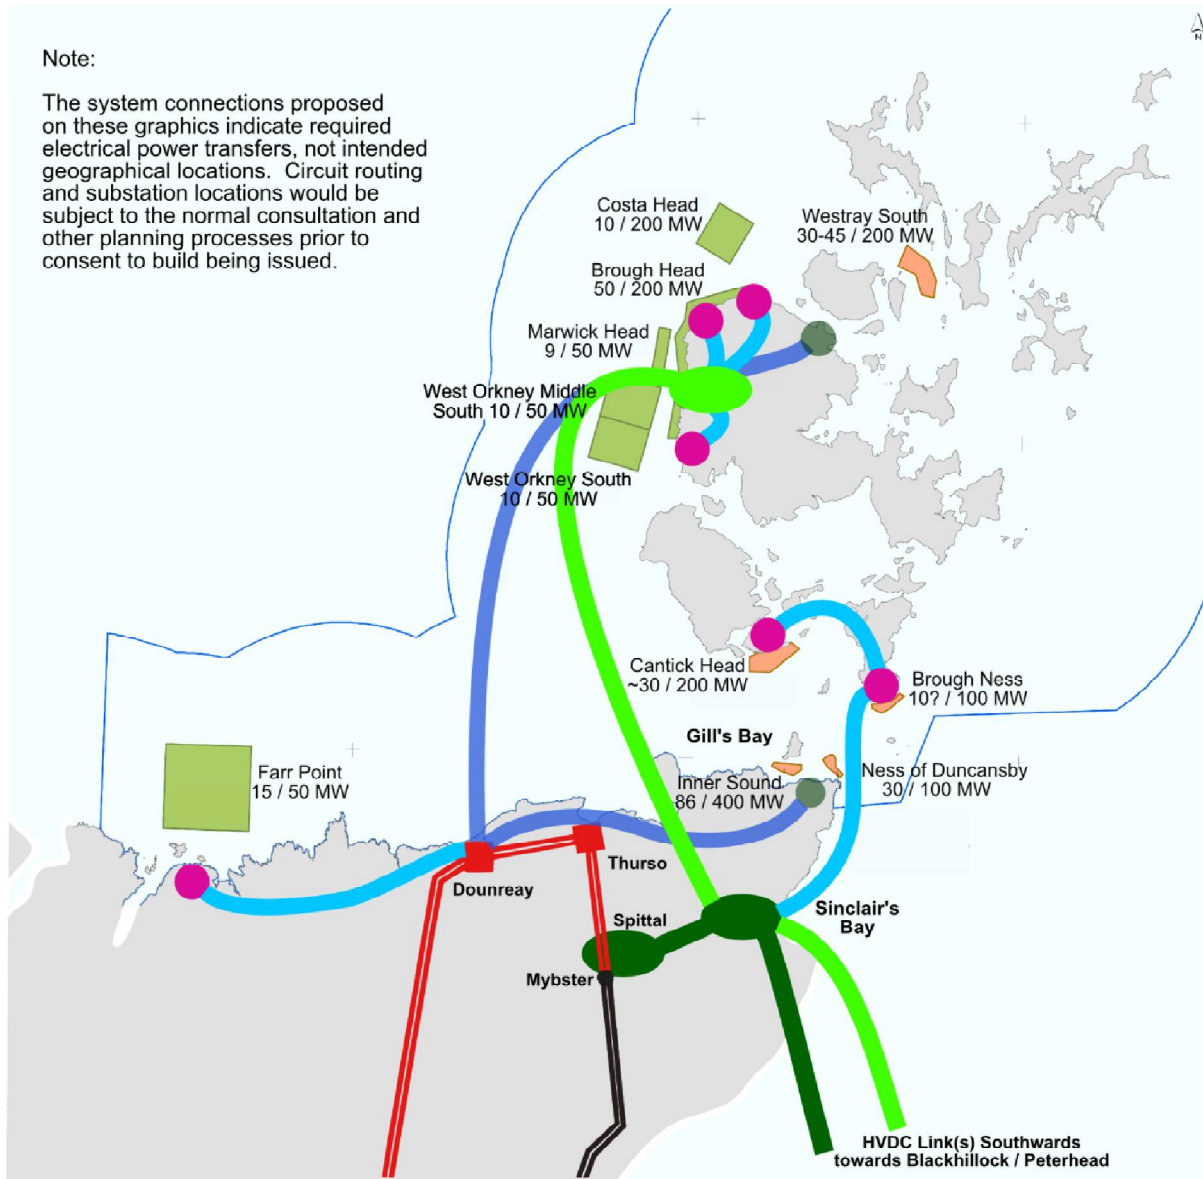 N
Note:
The system connections proposed
on these graphics indicate required
electrical power transfers, not intended
geographical locations.  Circuit routing
and substation locations would be
subject to the normal consultation and
other planning processes prior to
consent to build being issued.
Costa Head
10 / 200 MW
Westray South
30-45 / 200 MW
Brough Head
50 / 200 MW
Marwick Head
9 / 50 MW
West Orkney Middle
South 10 / 50 MW
West Orkney South
10 / 50 MW
Cantick Head
~30 / 200 MW
Brough Ness
10? / 100 MW
Gill's Bay
Farr Point
15 / 50 MW
Inner Sound
86 / 400 MW
Ness of Duncansby
30 / 100 MW
Thurso
Dounreay
Spittal
Sinclair's
Bay
Mybster
HVDC Link(s) Southwards
towards Blackhillock / Peterhead